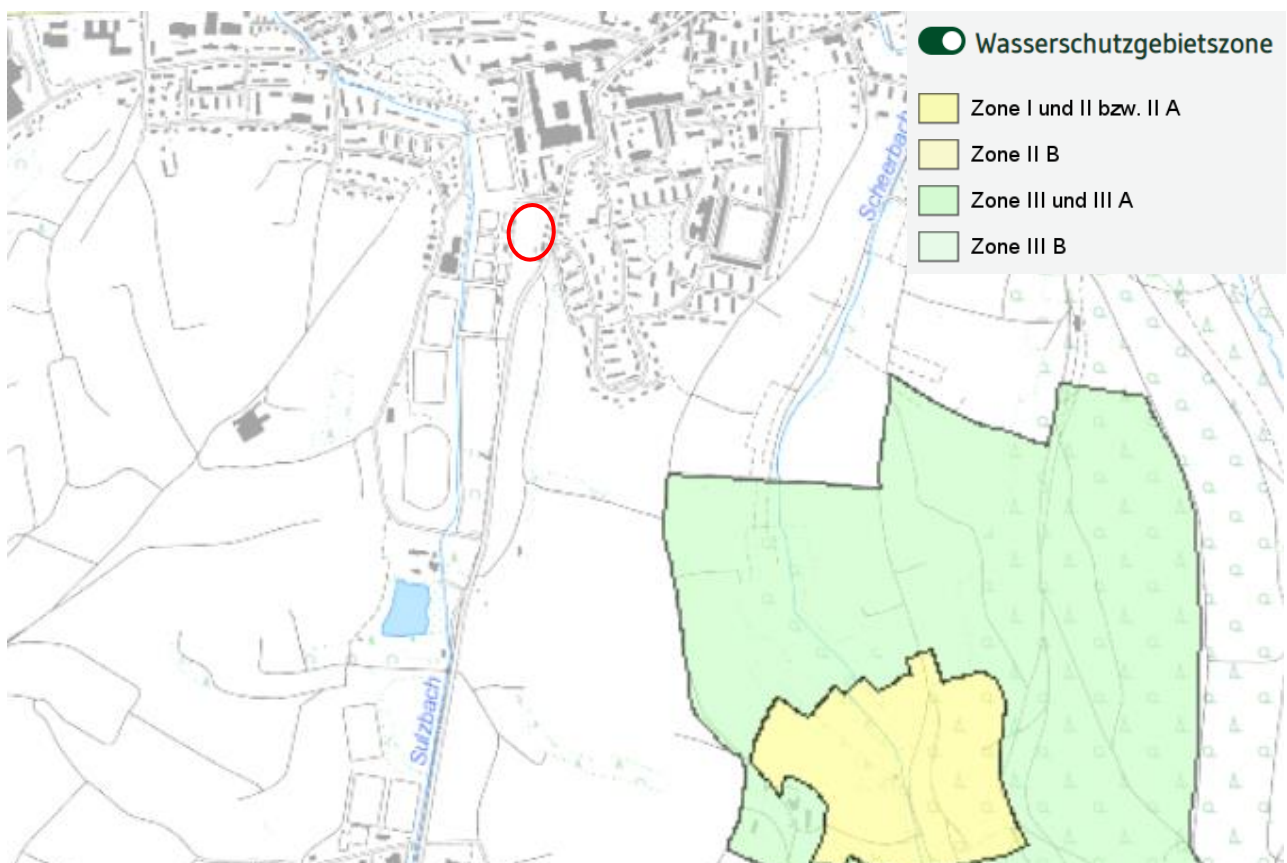 Wasserschutzgebietszone
Zone I und II bzw. II A
Zone II B
Zone III und III A
Zone III B
Scheerbach
Sulzbach